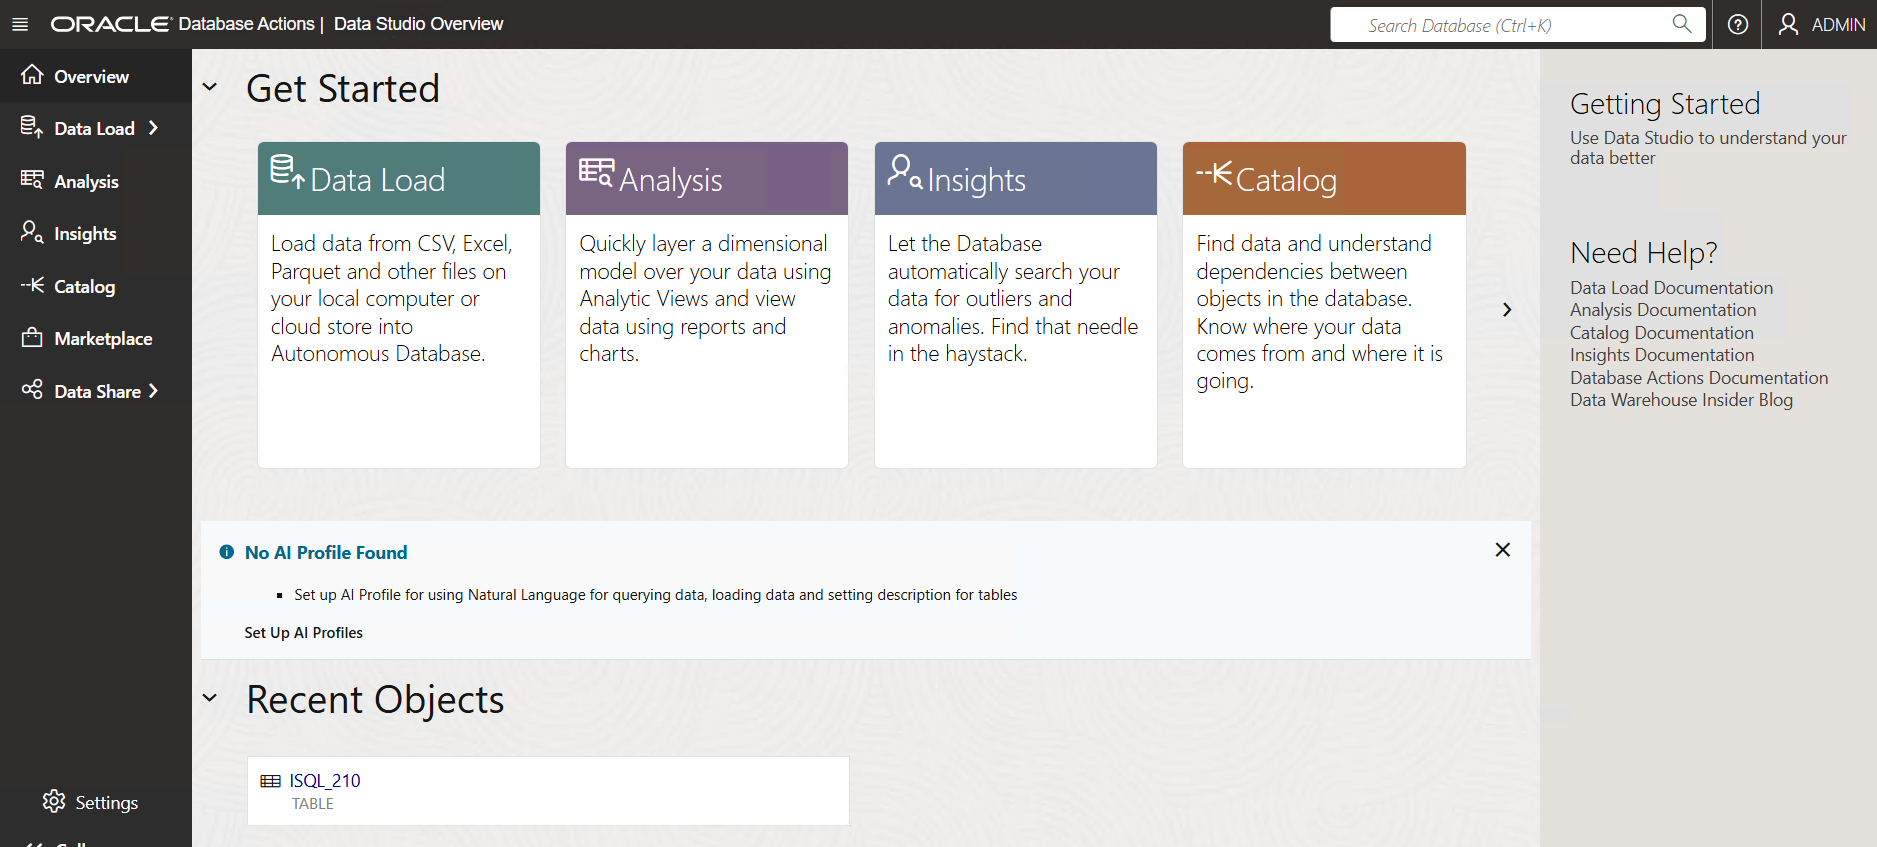 ORACLE Database Actions | Data Studio Overview
Search Database (Ctrl+K)
ADMIN
Overview
Data Load
Analysis
Insights
Catalog
Marketplace
Data Share
Settings
Get Started
Data Load
Load data from CSV, Excel,
Parquet and other files on
your local computer or
cloud store into
Autonomous Database.
Analysis
Quickly layer a dimensional
model over your data using
Analytic Views and view
data using reports and
charts.
Insights
Let the Database
automatically search your
data for outliers and
anomalies. Find that needle
in the haystack.
Catalog
Find data and understand
dependencies between
objects in the database.
Know where your data
comes from and where it is
going.
No AI Profile Found
Set up AI Profile for using Natural Language for querying data, loading data and setting description for tables
Set Up AI Profiles
Recent Objects
ISQL_210
TABLE
Getting Started
Use Data Studio to understand your
data better
Need Help?
Data Load Documentation
Analysis Documentation
Catalog Documentation
Insights Documentation
Database Actions Documentation
Data Warehouse Insider Blog